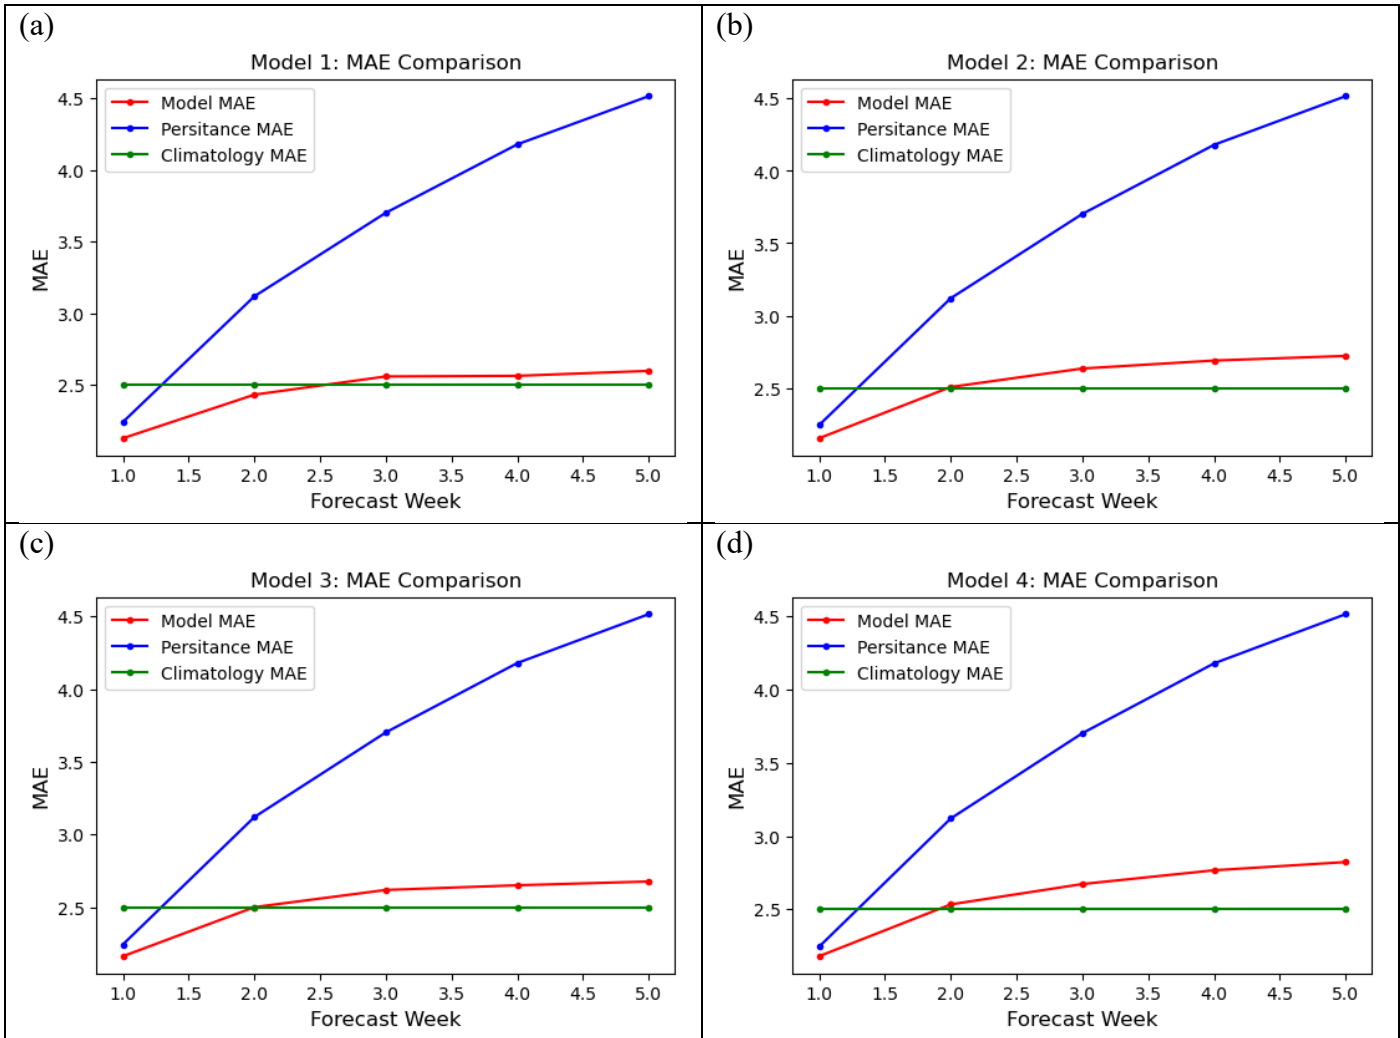 (a)
Model 1: MAE Comparison
Model MAE
Persitance MAE
Climatology MAE
4.5
4.0
3.5
3.0
2.5
MAE
1.0 1.5 2.0 2.5 3.0 3.5 4.0 4.5 5.0
Forecast Week
(b)
Model 2: MAE Comparison
Model MAE
Persitance MAE
Climatology MAE
4.5
4.0
3.5
3.0
2.5
MAE
1.0 1.5 2.0 2.5 3.0 3.5 4.0 4.5 5.0
Forecast Week
(c)
Model 3: MAE Comparison
Model MAE
Persitance MAE
Climatology MAE
4.5
4.0
3.5
3.0
2.5
MAE
1.0 1.5 2.0 2.5 3.0 3.5 4.0 4.5 5.0
Forecast Week
(d)
Model 4: MAE Comparison
Model MAE
Persitance MAE
Climatology MAE
4.5
4.0
3.5
3.0
2.5
MAE
1.0 1.5 2.0 2.5 3.0 3.5 4.0 4.5 5.0
Forecast Week